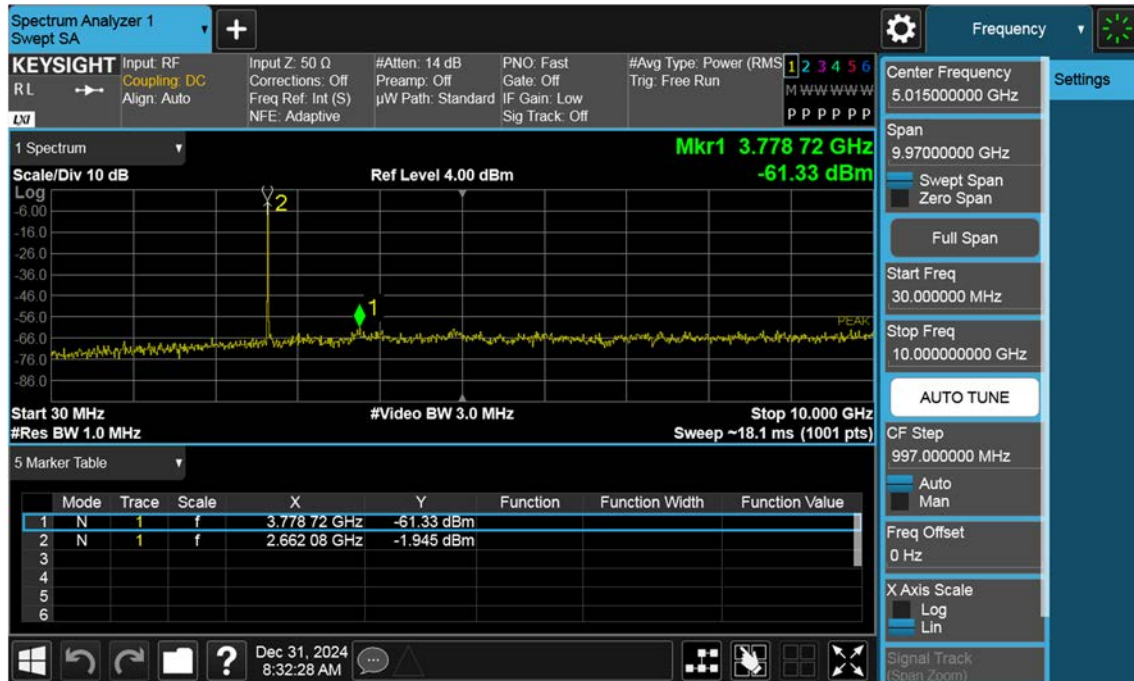 Spectrum Analyzer 1
Swept SA
+
Frequency
KEYSIGHT
RL
LXI
Input: RF
Coupling: DC
Align: Auto
Input Z: 50 Ω
Corrections: Off
Freq Ref: Int (S)
NFE: Adaptive
#Atten: 14 dB
Preamp: Off
µW Path: Standard
PNO: Fast
Gate: Off
IF Gain: Low
Sig Track: Off
#Avg Type: Power (RMS
Trig: Free Run
1 2 3 4 5 6
M W W W W W
P P P P P P
1 Spectrum
Scale/Div 10 dB
Ref Level 4.00 dBm
Mkr1 3.778 72 GHz
-61.33 dBm
Log
-6.00
-16.0
-26.0
-36.0
-46.0
-56.0
-66.0
-76.0
-86.0
2
1
PEAK
Start 30 MHz
#Video BW 3.0 MHz
Stop 10.000 GHz
#Res BW 1.0 MHz
Sweep ~18.1 ms (1001 pts)
5 Marker Table
Mode Trace Scale X Y Function Function Width Function Value
1 N 1 f 3.778 72 GHz -61.33 dBm
2 N 1 f 2.662 08 GHz -1.945 dBm
3
4
5
6
Center Frequency
5.015000000 GHz
Settings
Span
9.97000000 GHz
Swept Span
Zero Span
Full Span
Start Freq
30.000000 MHz
Stop Freq
10.000000000 GHz
AUTO TUNE
CF Step
997.000000 MHz
Auto
Man
Freq Offset
0 Hz
X Axis Scale
Log
Lin
Signal Track
(Span Zoom)
?
Dec 31, 2024
8:32:28 AM